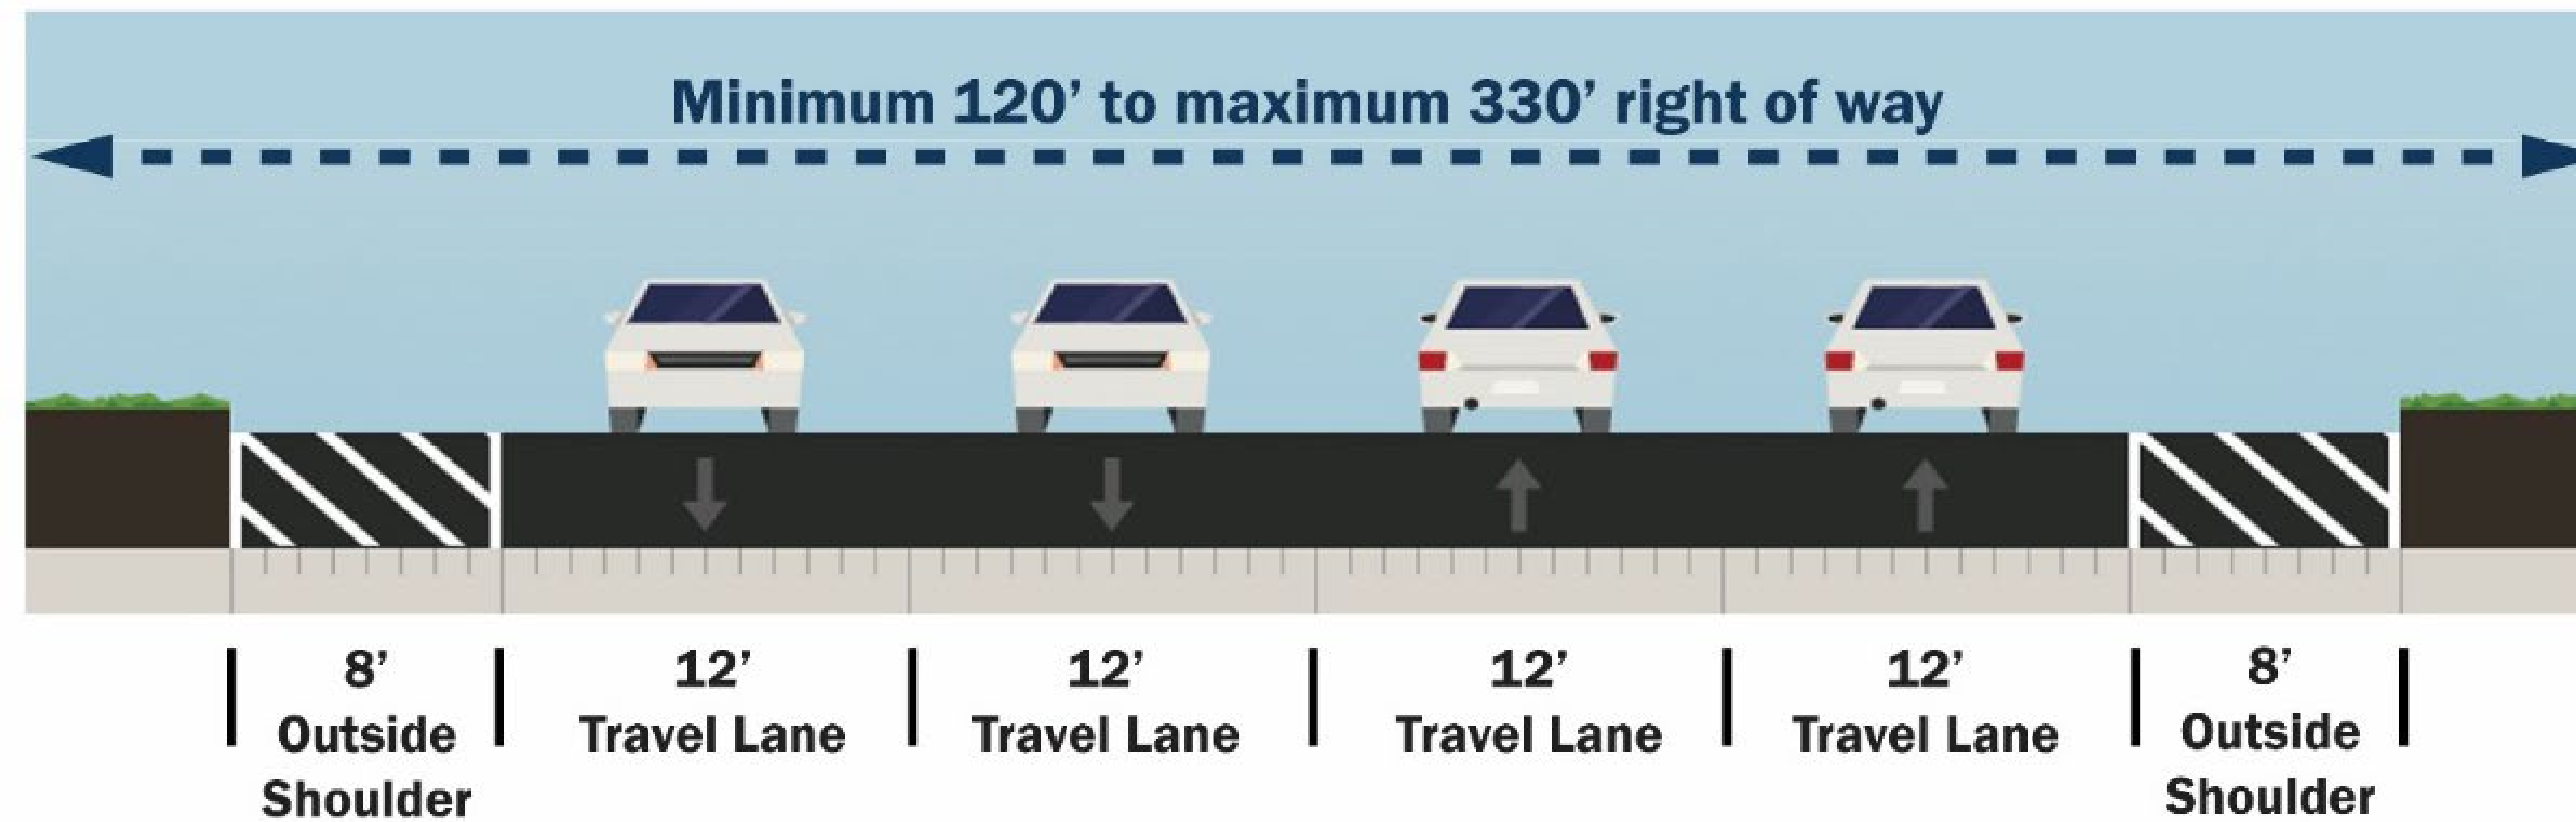 Minimum 120’ to maximum 330’ right of way
8’
Outside
Shoulder
12’
Travel Lane
12’
Travel Lane
12’
Travel Lane
12’
Travel Lane
8’
Outside
Shoulder